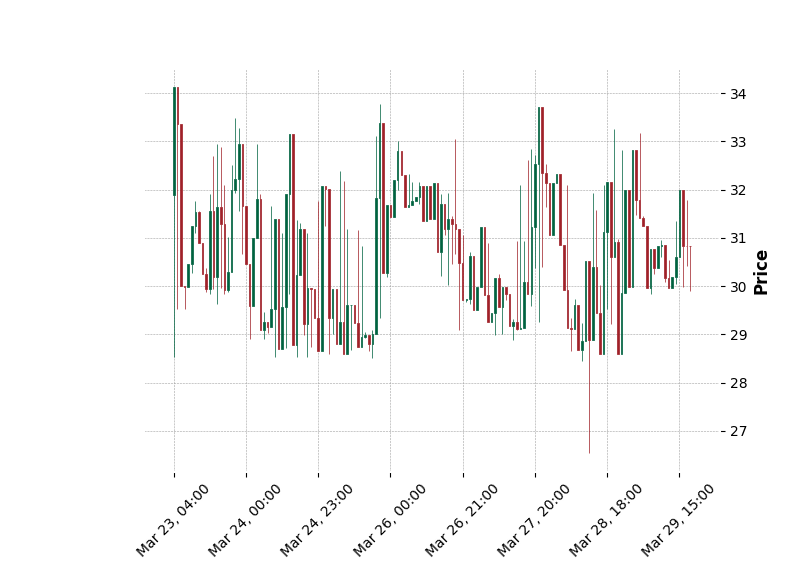 34
33
32
31
30
29
28
27
Price
Mar 23, 04:00
Mar 24, 00:00
Mar 24, 23:00
Mar 26, 00:00
Mar 26, 21:00
Mar 27, 20:00
Mar 28, 18:00
Mar 29, 15:00